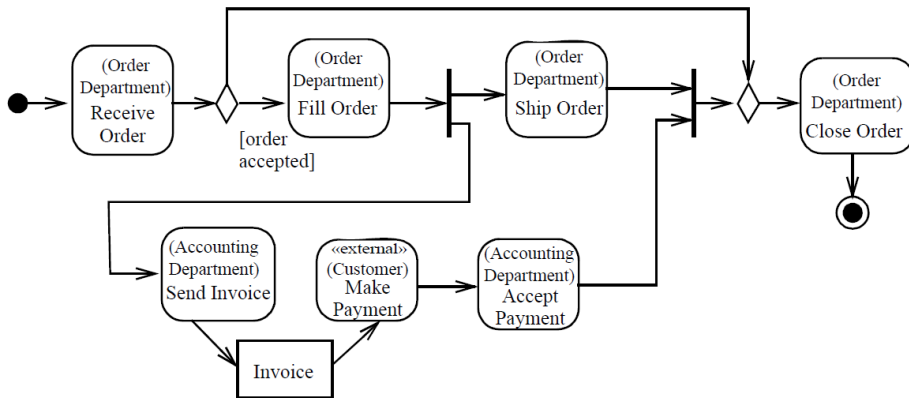 (Order
Department)
Receive
Order
[order
accepted]
(Order
Department)
Fill Order
(Order
Department)
Ship Order
(Order
Department)
Close Order
(Accounting
Department)
Send Invoice
Invoice
«external»
(Customer)
Make
Payment
(Accounting
Department)
Accept
Payment